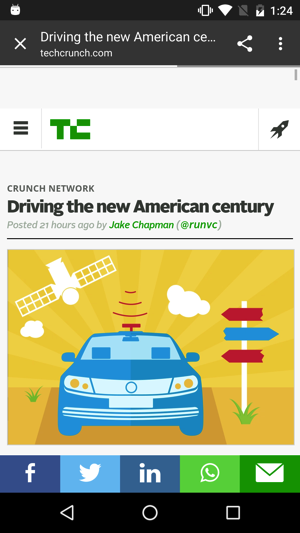 1:24
Driving the new American ce...
techcrunch.com
TC
CRUNCH NETWORK
Driving the new American century
Posted 21 hours ago by Jake Chapman (@runvc)
f
in